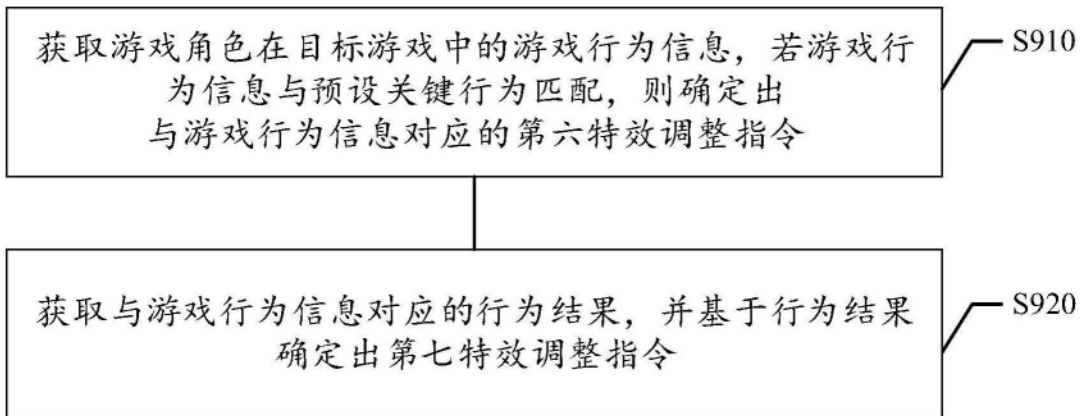 获取游戏角色在目标游戏中的游戏行为信息，若游戏行
为信息与预设关键行为匹配，则确定出
与游戏行为信息对应的第六特效调整指令
S910
获取与游戏行为信息对应的行为结果，并基于行为结果
确定出第七特效调整指令
S920